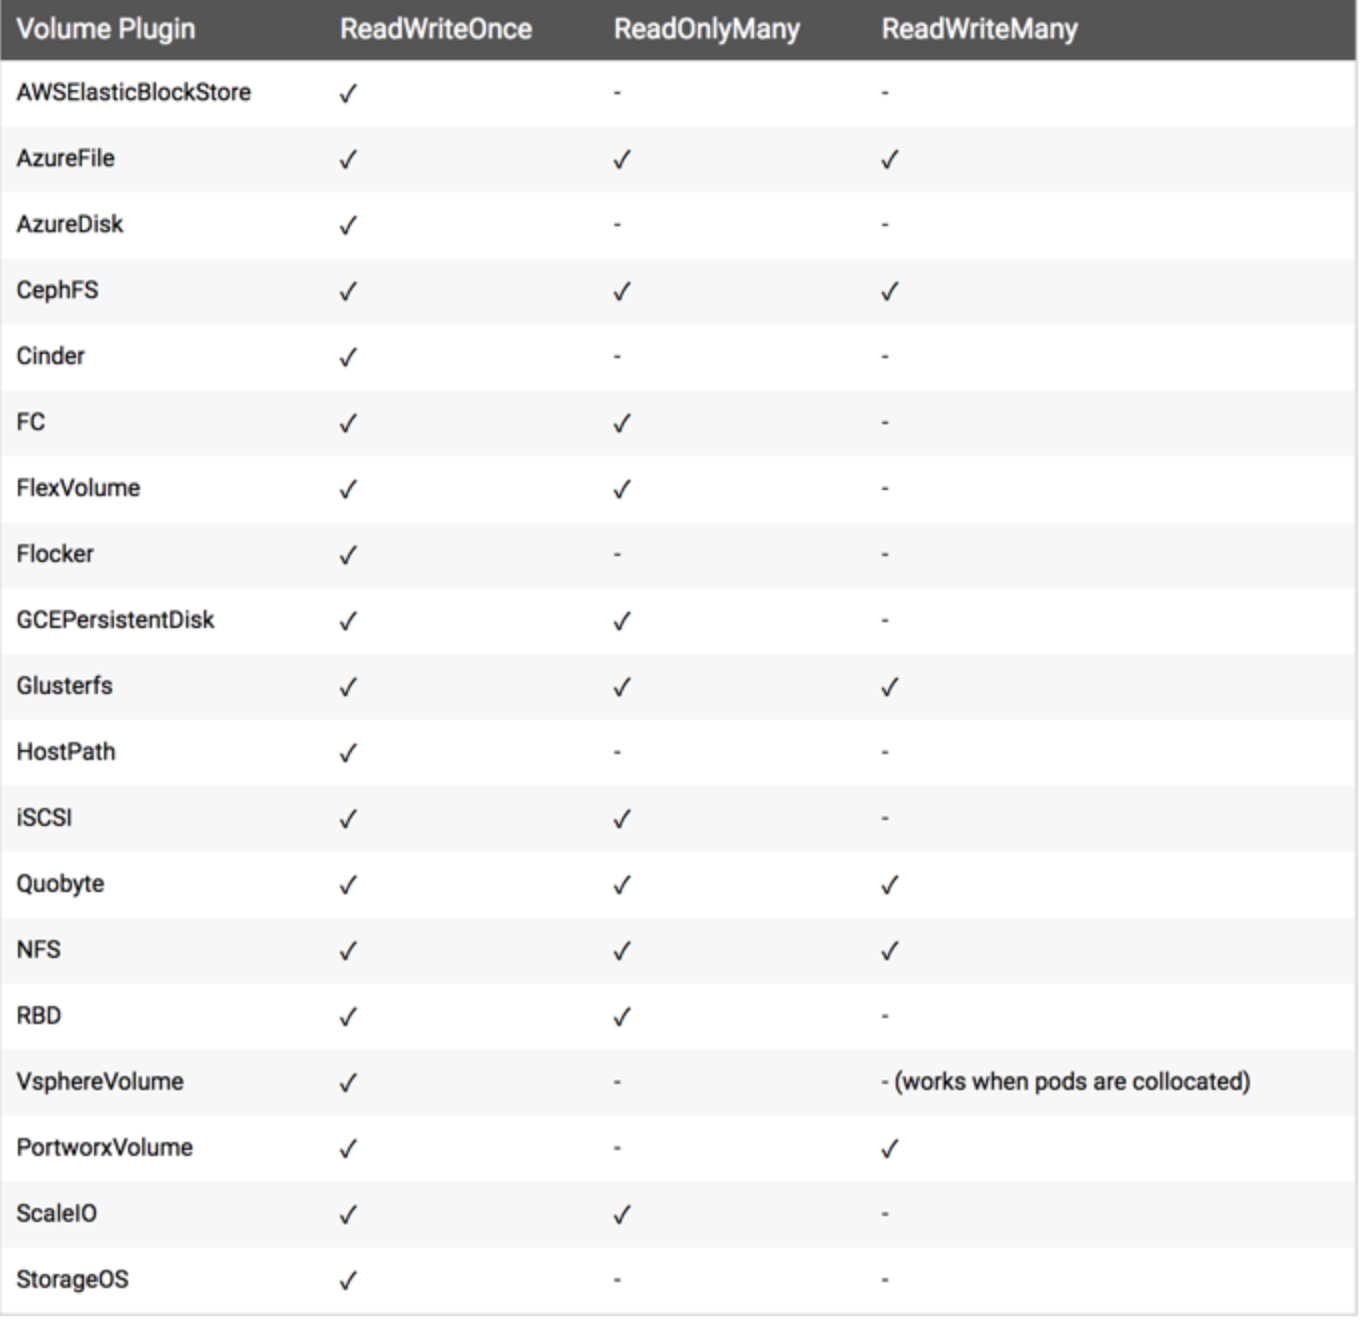 Volume Plugin ReadWriteOnce ReadOnlyMany ReadWriteMany
AWSElasticBlockStore ✓ - -
AzureFile ✓ ✓ ✓
AzureDisk ✓ - -
CephFS ✓ ✓ ✓
Cinder ✓ - -
FC ✓ ✓ -
FlexVolume ✓ ✓ -
Flocker ✓ - -
GCEPersistentDisk ✓ ✓ -
Glusterfs ✓ ✓ ✓
HostPath ✓ - -
iSCSI ✓ ✓ -
Quobyte ✓ ✓ ✓
NFS ✓ ✓ ✓
RBD ✓ ✓ -
VsphereVolume ✓ - - (works when pods are collocated)
PortworxVolume ✓ - ✓
ScaleIO ✓ ✓ -
StorageOS ✓ - -